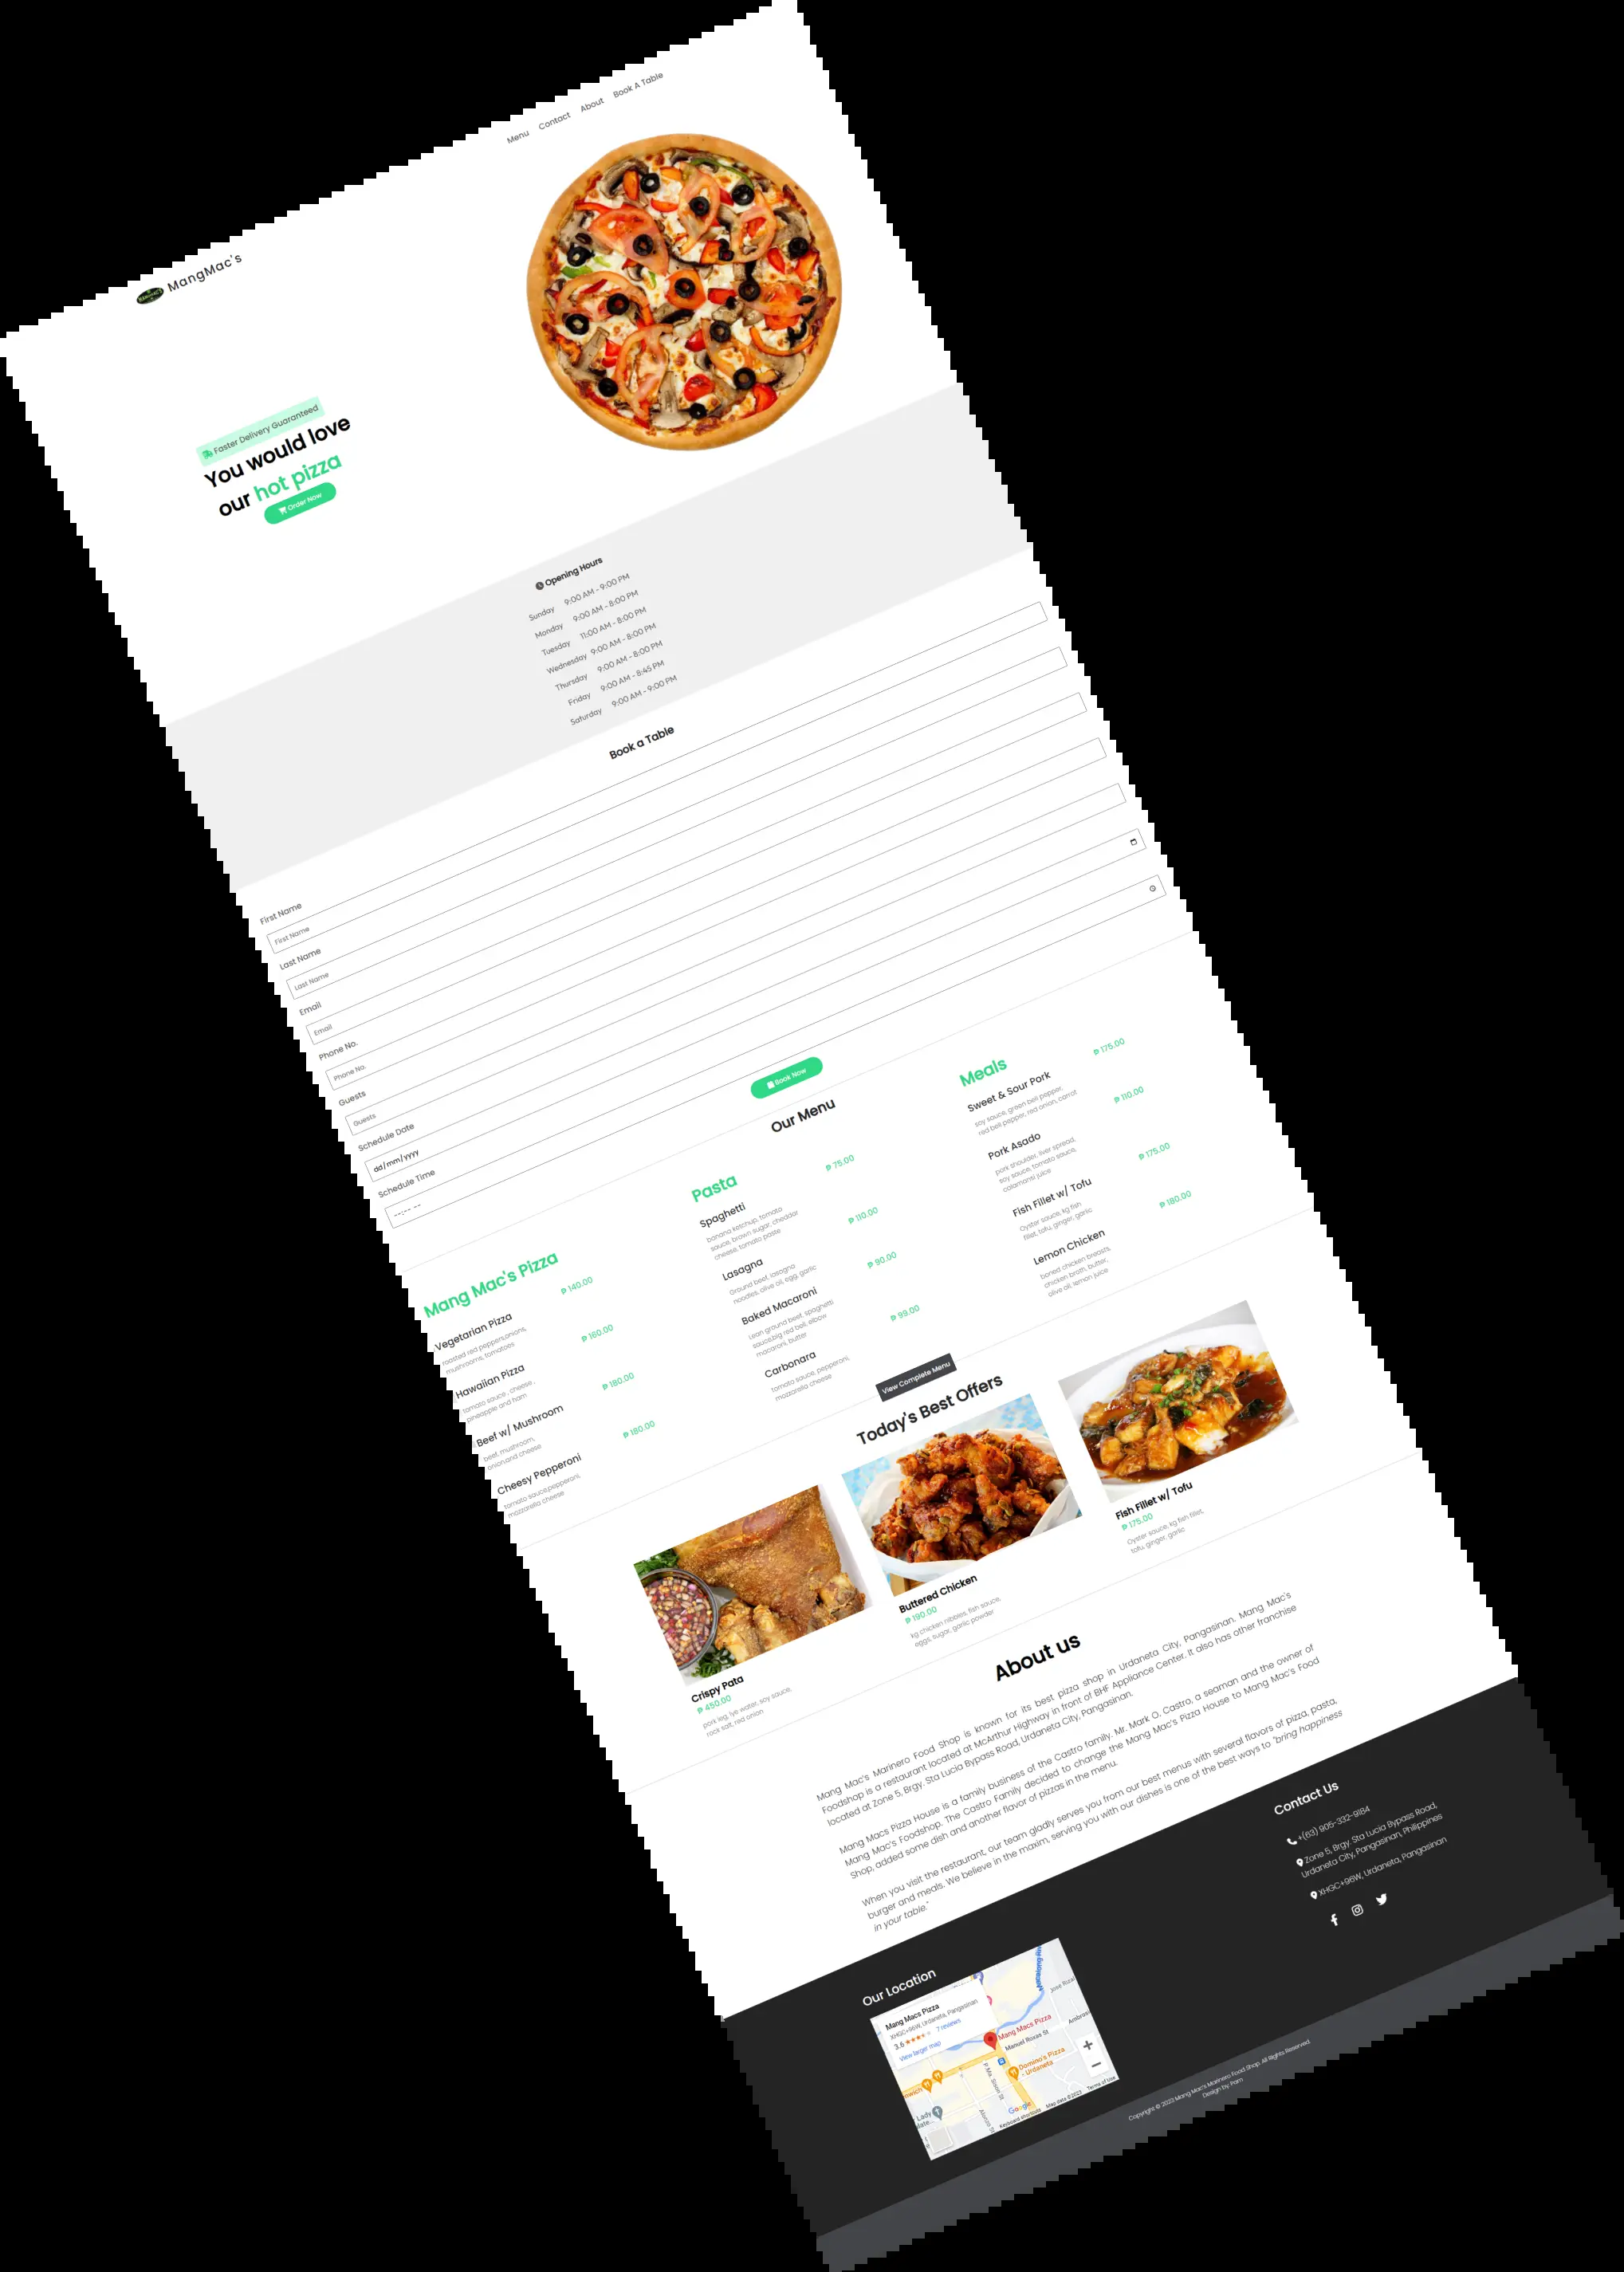 MangMac's
Menu Contact About Book A Table
Faster Delivery Guaranteed
You would love
our hot pizza
Order Now
Opening Hours
Sunday 9:00 AM - 9:00 PM
Monday 9:00 AM - 8:00 PM
Tuesday 11:00 AM - 8:00 PM
Wednesday 9:00 AM - 8:00 PM
Thursday 9:00 AM - 8:00 PM
Friday 9:00 AM - 8:45 PM
Saturday 9:00 AM - 9:00 PM
Book a Table
First Name
First Name
Last Name
Last Name
Email
Email
Phone No.
Phone No.
Guests
Guests
Schedule Date
dd/mm/yyyy
Schedule Time
--:-- --
Book Now
Our Menu
Mang Mac's Pizza
Vegetarian Pizza ₱ 140.00
roasted red peppers,onions,
mushrooms, tomatoes
Hawaiian Pizza ₱ 160.00
tomato sauce , cheese ,
pineapple and ham
Beef w/ Mushroom ₱ 180.00
beef, mushroom,
onion,and cheese
Cheesy Pepperoni ₱ 180.00
tomato sauce,pepperoni,
mozzarella cheese
Pasta
Spaghetti ₱ 75.00
banana ketchup, tomato
sauce, brown sugar, cheddar
cheese, tomato paste
Lasagna ₱ 110.00
Ground beef, lasagna
noodles, olive oil, egg, garlic
Baked Macaroni ₱ 90.00
Lean ground beef, spaghetti
sauce,big red bell, elbow
macaroni, butter
Carbonara ₱ 99.00
tomato sauce, pepperoni,
mozzarella cheese
Meals
Sweet & Sour Pork ₱ 175.00
soy sauce, green bell pepper,
red bell pepper, red onion, carrot
Pork Asado ₱ 110.00
pork shoulder, liver spread,
soy sauce, tomato sauce,
calamansi juice
Fish Fillet w/ Tofu ₱ 175.00
Oyster sauce, kg fish
fillet, tofu, ginger, garlic
Lemon Chicken ₱ 180.00
boned chicken breasts,
chicken broth, butter,
olive oil, lemon juice
View Complete Menu
Today's Best Offers
Crispy Pata
₱ 450.00
pork leg, lye water, soy sauce,
rock salt, red onion
Buttered Chicken
₱ 190.00
kg chicken nibbles, fish sauce,
eggs, sugar, garlic powder
Fish Fillet w/ Tofu
₱ 175.00
Oyster sauce, kg fish fillet,
tofu, ginger, garlic
About us
Mang Mac's Marinero Food Shop is known for its best pizza shop in Urdaneta City, Pangasinan. Mang Mac's
Foodshop is a restaurant located at McArthur Highway in front of BHF Appliance Center. It also has other franchise
located at Zone 5, Brgy. Sta Lucia Bypass Road, Urdaneta City, Pangasinan.
Mang Macs Pizza House is a family business of the Castro family. Mr. Mark O. Castro, a seaman and the owner of
Mang Mac's Foodshop. The Castro Family decided to change the Mang Mac's Pizza House to Mang Mac's Food
Shop, added some dish and another flavor of pizzas in the menu.
When you visit the restaurant, our team gladly serves you from our best menus with several flavors of pizza, pasta,
burger and meals. We believe in the maxim, serving you with our dishes is one of the best ways to "bring happiness
in your table."
Our Location
Mang Macs Pizza
XHGC+96W, Urdaneta, Pangasinan
3.6 7 reviews
View larger map
Mang Macs Pizza
Manuel Roxas St
Domino's Pizza
- Urdaneta
Jose Rizal
Ambros
Lady
Google
Keyboard shortcuts Map data ©2023 Terms of Use
Contact Us
+(63) 905-332-9184
Zone 5, Brgy. Sta Lucia Bypass Road,
Urdaneta City, Pangasinan, Philippines
XHGC+96W, Urdaneta, Pangasinan
Copyright © 2023 Mang Mac's Marinero Food Shop. All Rights Reserved.
Design by Pam